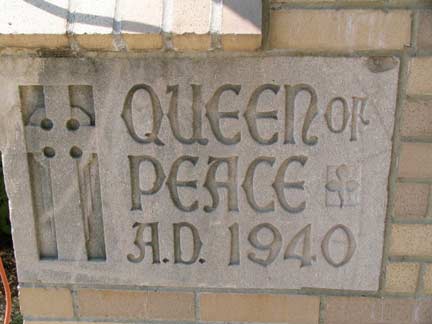 QUEEN OF
PEACE
A.D. 1940